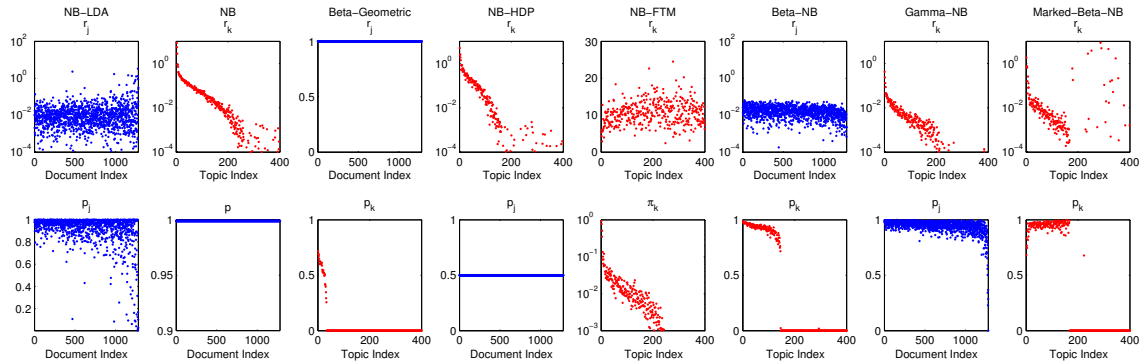 NB-LDA NB Beta-Geometric NB-HDP NB-FTM Beta-NB Gamma-NB Marked-Beta-NB
r_j r_k r_j r_k r_k r_j r_k r_k
10^2 10^0 1 10^0 30 10^2 10^0 10^0
10^0 20 10^0
10^-2 10^-2 0.5 10^-2 10^-2 10^-2 10^-2
10
10^-4 10^-4 0 10^-4 0 10^-4 10^-4 10^-4
0 500 1000 0 200 400 0 500 1000 0 200 400 0 200 400 0 500 1000 0 200 400 0 200 400
Document Index Topic Index Document Index Topic Index Topic Index Document Index Topic Index Topic Index
p_j p p_k p_j π_k p_k p_j p_k
1 1 1 1 10^0 1 1 1
0.8 10^-1
0.6 0.95 0.5 0.5 0.5 0.5 0.5
0.4 10^-2
0.2
0.9 0 0 10^-3 0 0 0
0 500 1000 0 500 1000 0 200 400 0 500 1000 0 200 400 0 200 400 0 500 1000 0 200 400
Document Index Document Index Topic Index Document Index Topic Index Topic Index Document Index Topic Index